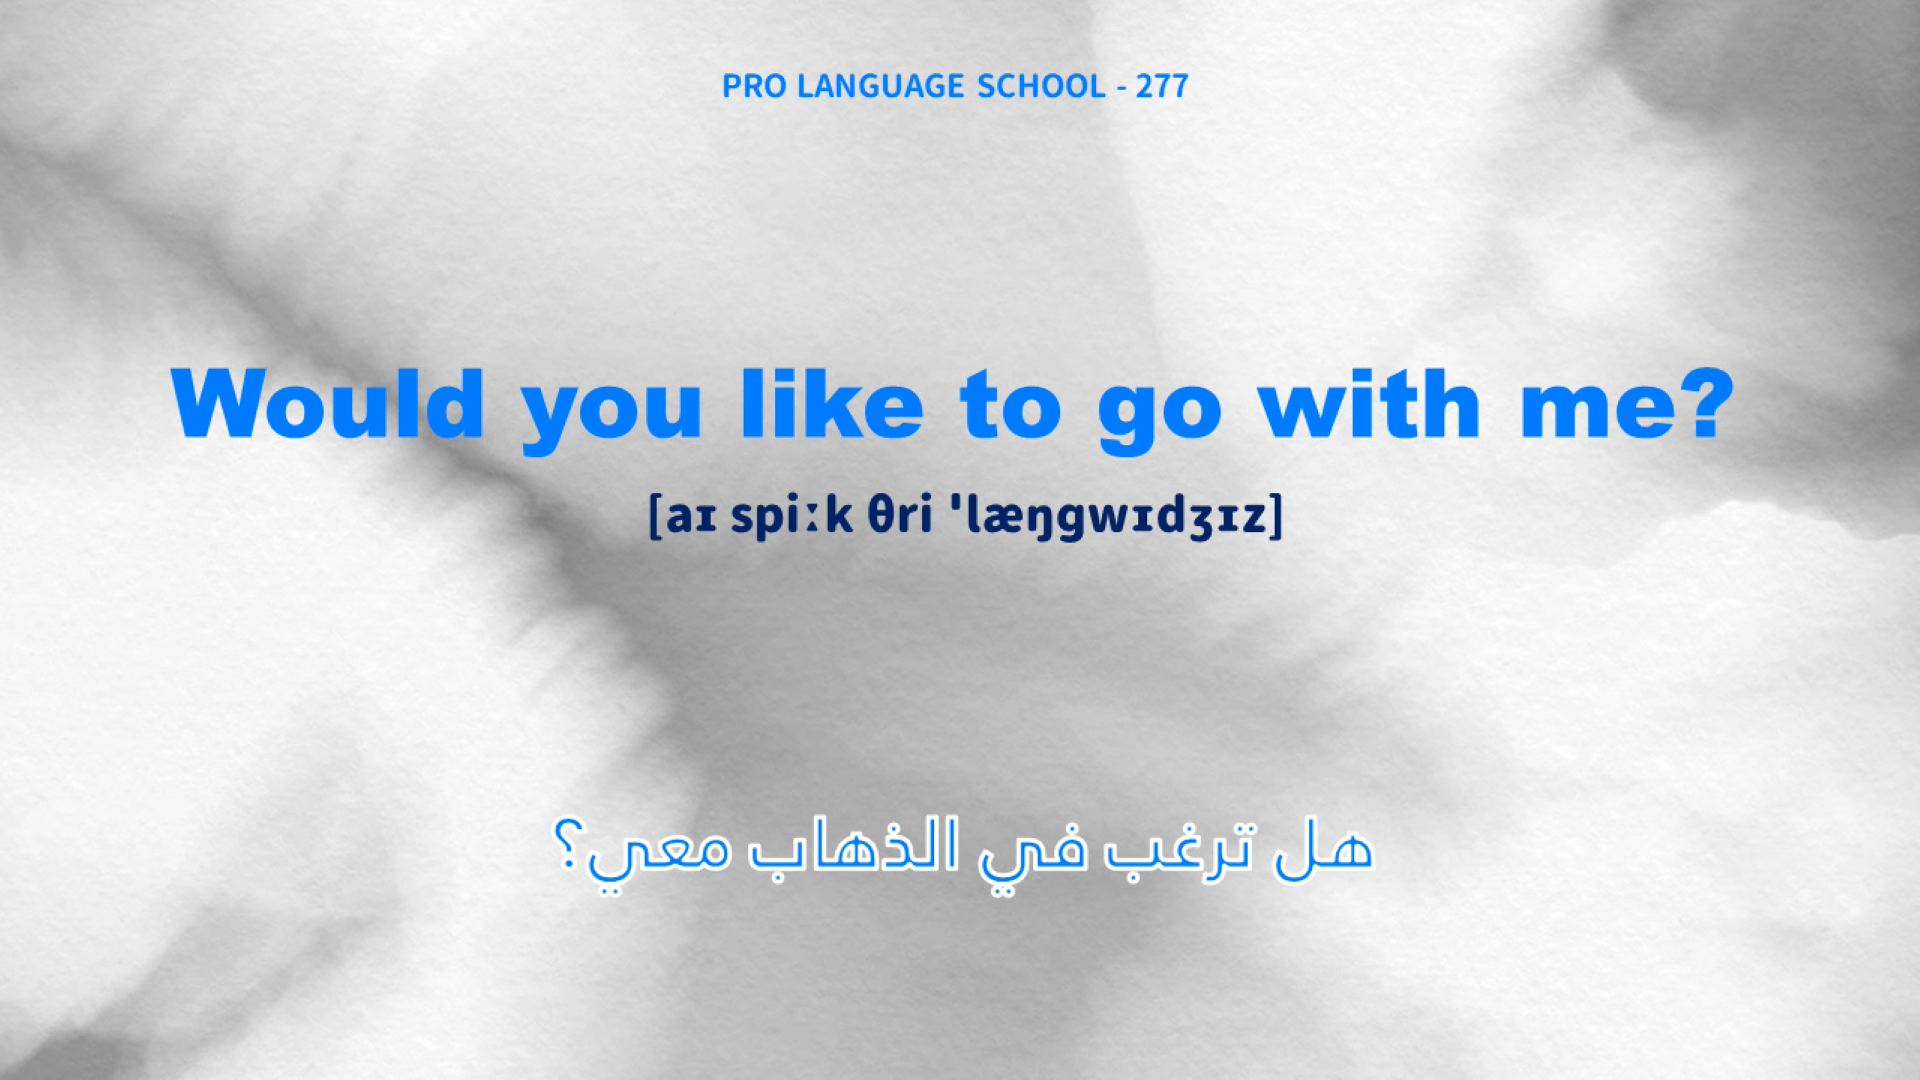 PRO LANGUAGE SCHOOL - 277
Would you like to go with me?
[aɪ spiːk θri ˈlæŋgwɪdʒɪz]
هل ترغب في الذهاب معي؟